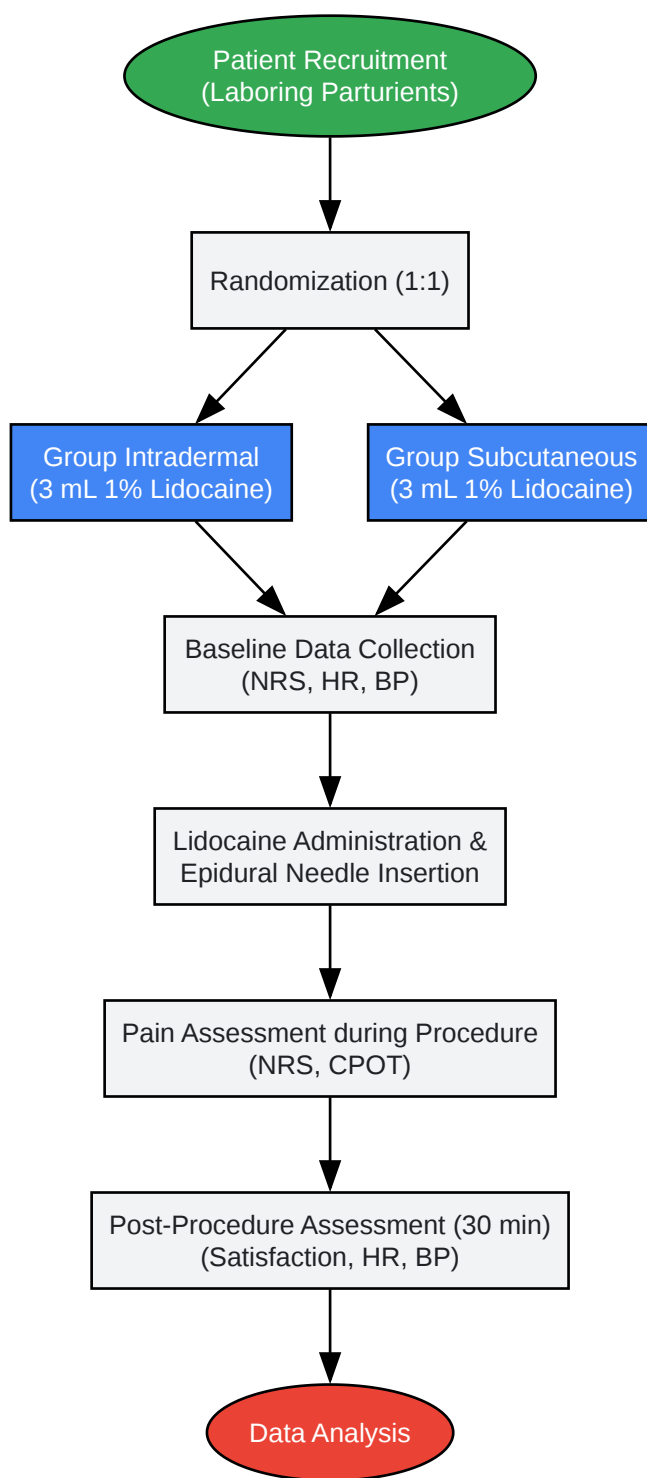 Patient Recruitment
(Laboring Parturients)
Randomization (1:1)
Group Intradermal
(3 mL 1% Lidocaine)
Group Subcutaneous
(3 mL 1% Lidocaine)
Baseline Data Collection
(NRS, HR, BP)
Lidocaine Administration &
Epidural Needle Insertion
Pain Assessment during Procedure
(NRS, CPOT)
Post-Procedure Assessment (30 min)
(Satisfaction, HR, BP)
Data Analysis